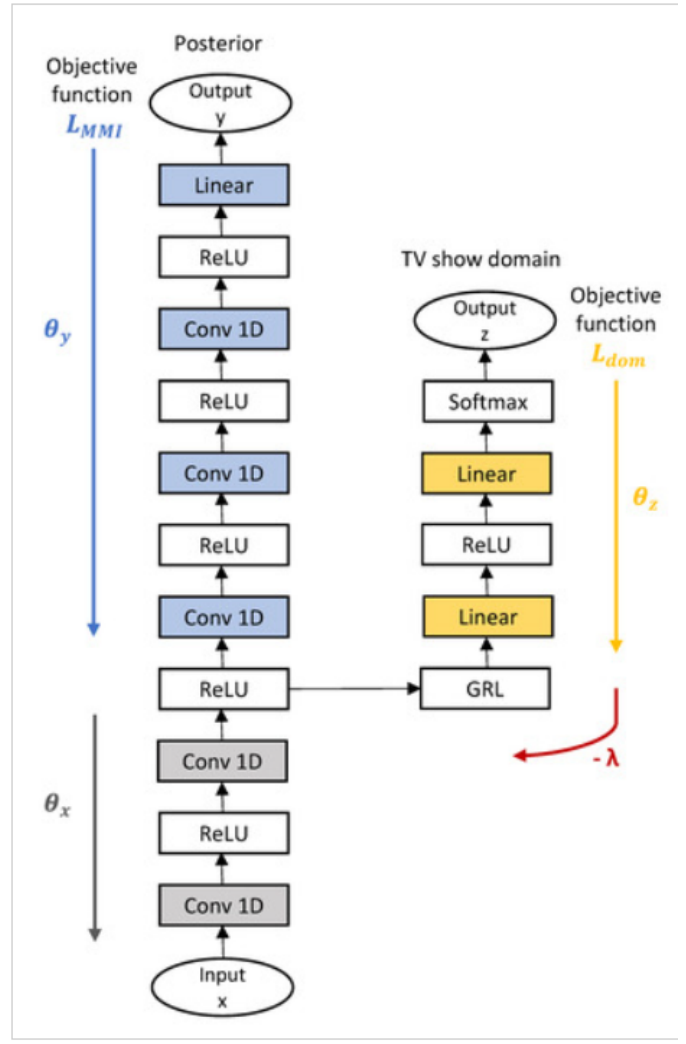 Posterior
Objective
function
L_MMI
Output
y
Linear
ReLU
Conv 1D
θ_y
ReLU
Conv 1D
ReLU
Conv 1D
ReLU
Conv 1D
θ_x
ReLU
Conv 1D
Input
x
TV show domain
Output
z
Objective
function
L_dom
Softmax
Linear
θ_z
ReLU
Linear
GRL
- λ